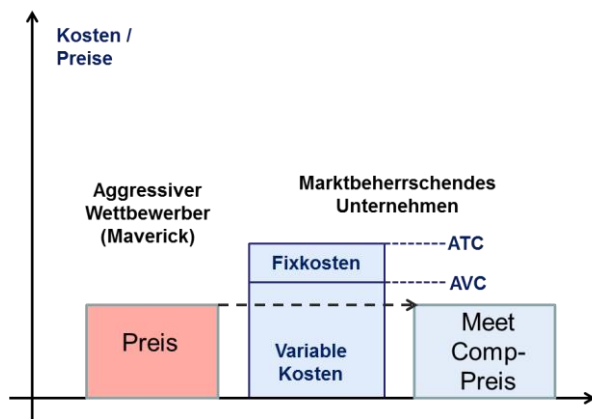 Kosten /
Preise
Aggressiver
Wettbewerber
(Maverick)
Marktbeherrschendes
Unternehmen
ATC
Fixkosten
AVC
Preis
Variable
Kosten
Meet
Comp-
Preis